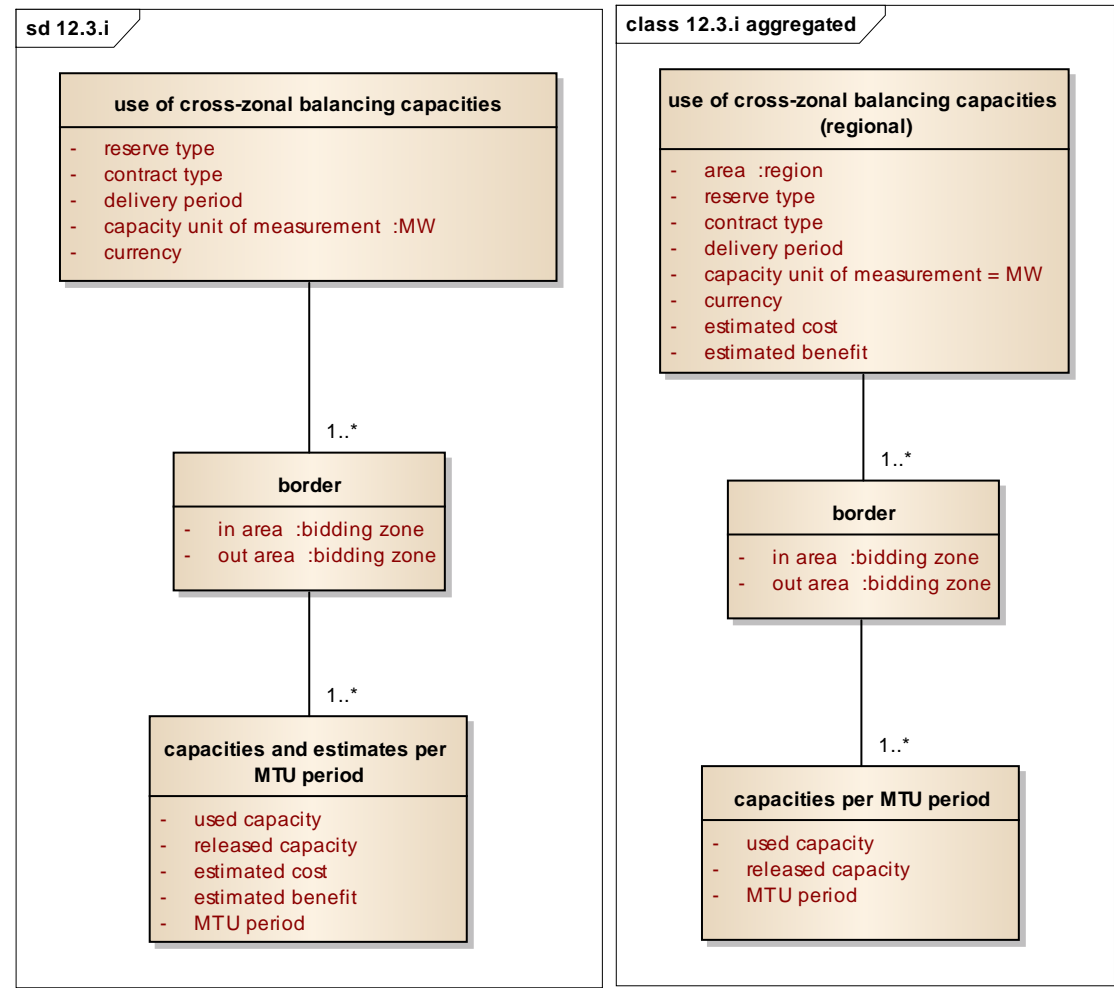 sd 12.3.i
use of cross-zonal balancing capacities
- reserve type
- contract type
- delivery period
- capacity unit of measurement :MW
- currency
1..*
border
- in area :bidding zone
- out area :bidding zone
1..*
capacities and estimates per
MTU period
- used capacity
- released capacity
- estimated cost
- estimated benefit
- MTU period
class 12.3.i aggregated
use of cross-zonal balancing capacities
(regional)
- area :region
- reserve type
- contract type
- delivery period
- capacity unit of measurement = MW
- currency
- estimated cost
- estimated benefit
1..*
border
- in area :bidding zone
- out area :bidding zone
1..*
capacities per MTU period
- used capacity
- released capacity
- MTU period